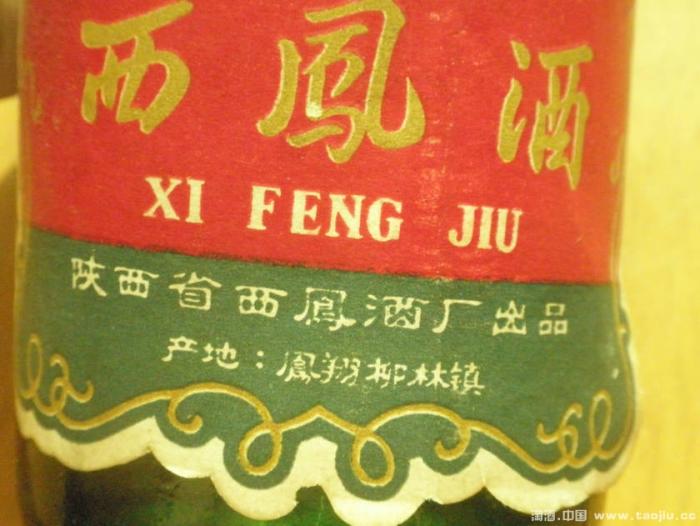 西鳳酒
XI FENG JIU
陕西省西鳳酒厂出品
产地：鳳翔柳林镇
淘酒.中国 www.taojiu.cc